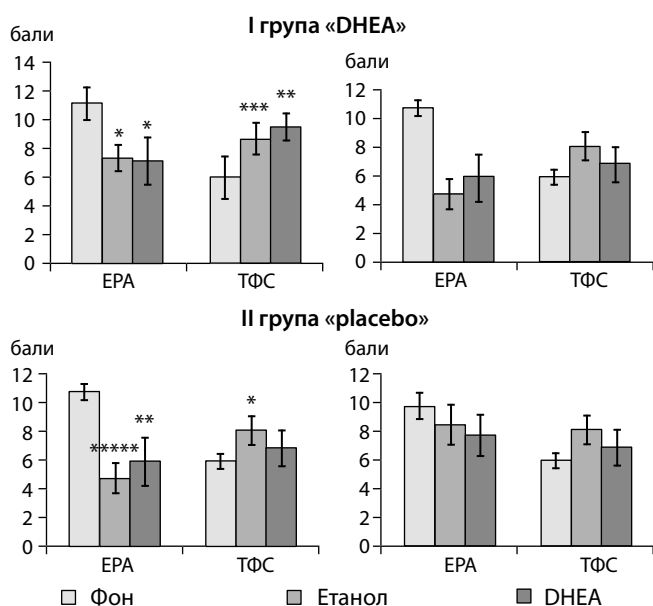 І група «DHEA»
бали
14
12
10
8
6
4
2
0
* * *** **
ЕРА ТФС
бали
12
10
8
6
4
2
0
ЕРА ТФС
ІІ група «placebo»
бали
12
10
8
6
4
2
0
***** ** *
ЕРА ТФС
бали
12
10
8
6
4
2
0
ЕРА ТФС
Фон Етанол DHEA